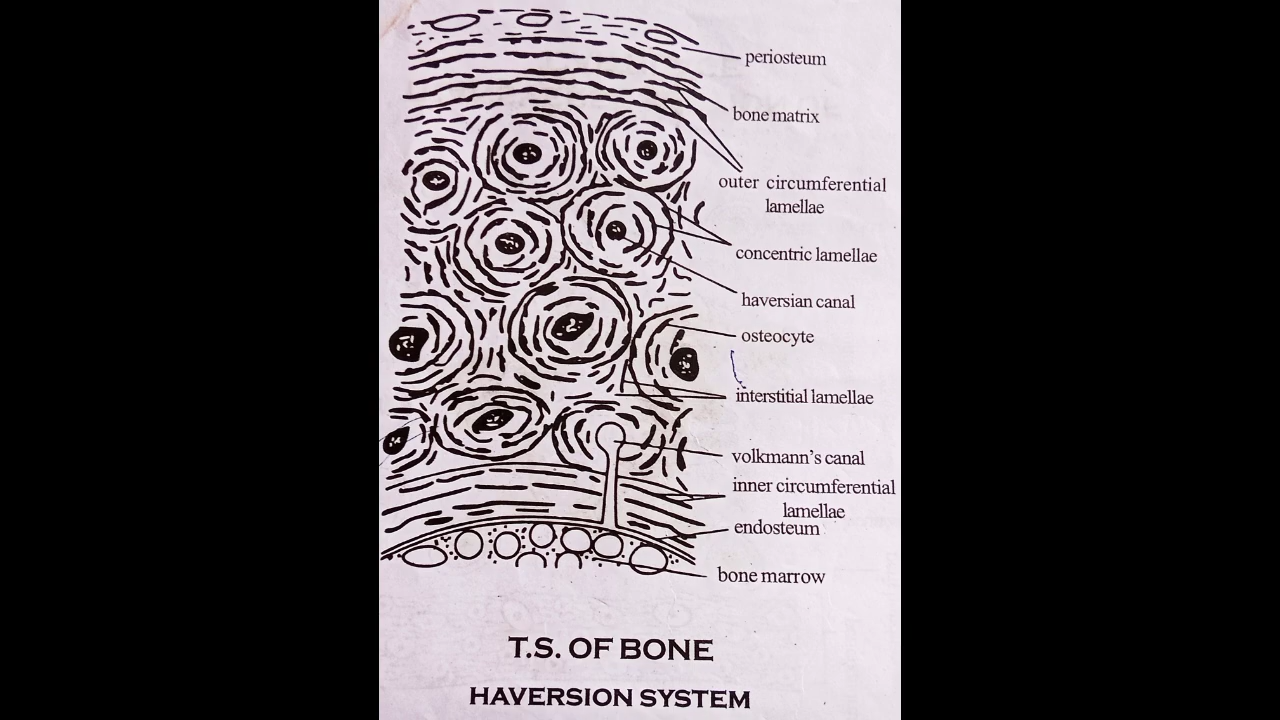 periosteum
bone matrix
outer circumferential
lamellae
concentric lamellae
haversian canal
osteocyte
interstitial lamellae
volkmann's canal
inner circumferential
lamellae
endosteum
bone marrow
T.S. OF BONE
HAVERSION SYSTEM